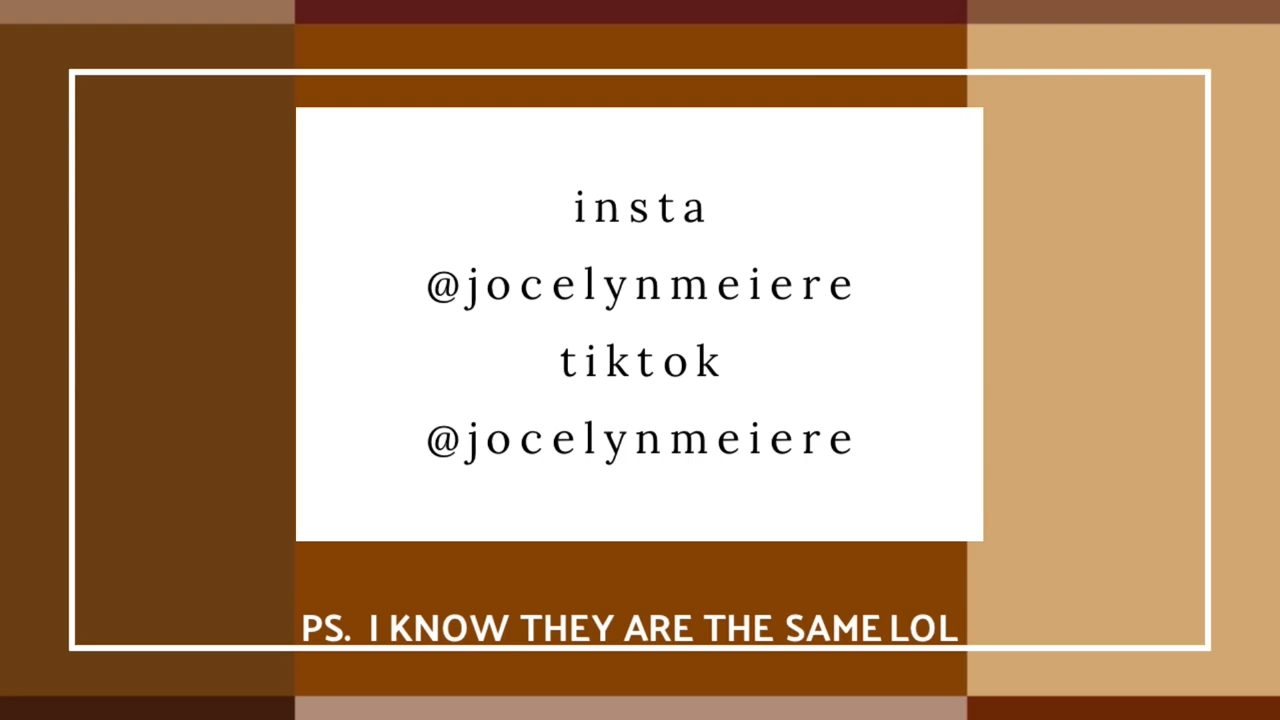 insta
@jocelynmeiere
tiktok
@jocelynmeiere
PS. I KNOW THEY ARE THE SAME LOL